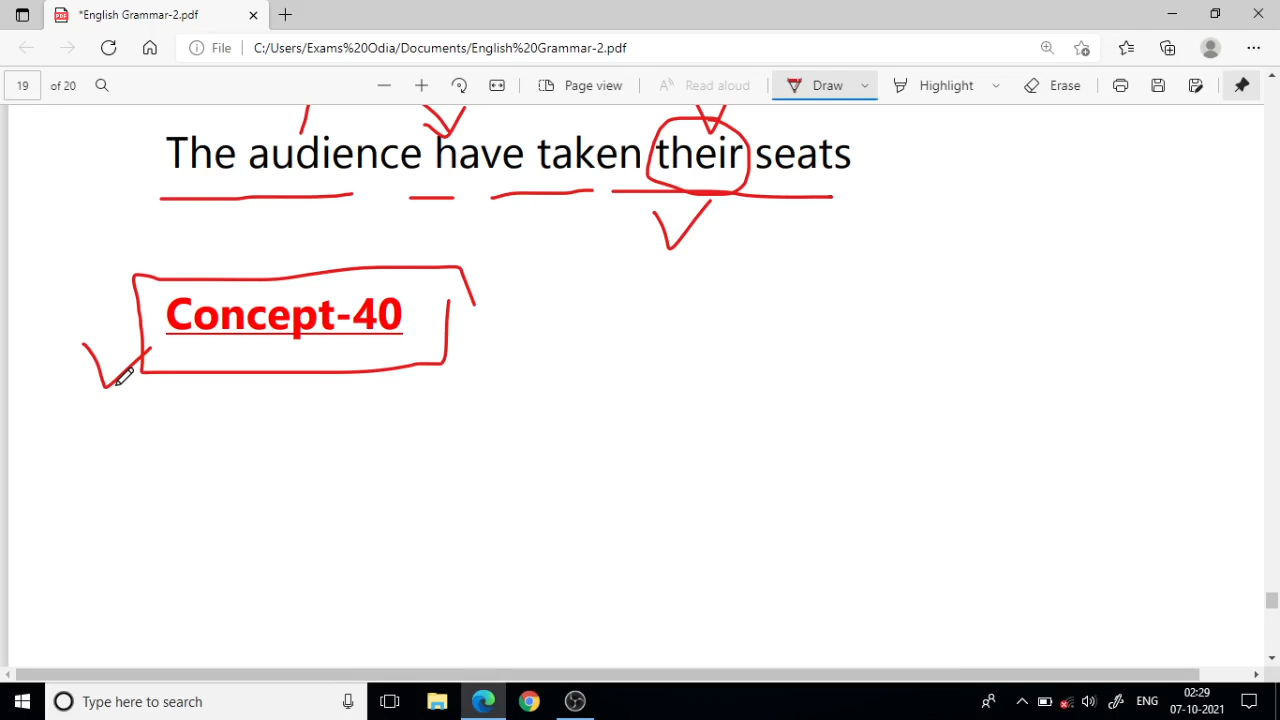 *English Grammar-2.pdf
File C:/Users/Exams%20Odia/Documents/English%20Grammar-2.pdf
19 of 20 Page view Read aloud Draw Highlight Erase
The audience have taken their seats
Concept-40
Type here to search ENG 02:29
07-10-2021